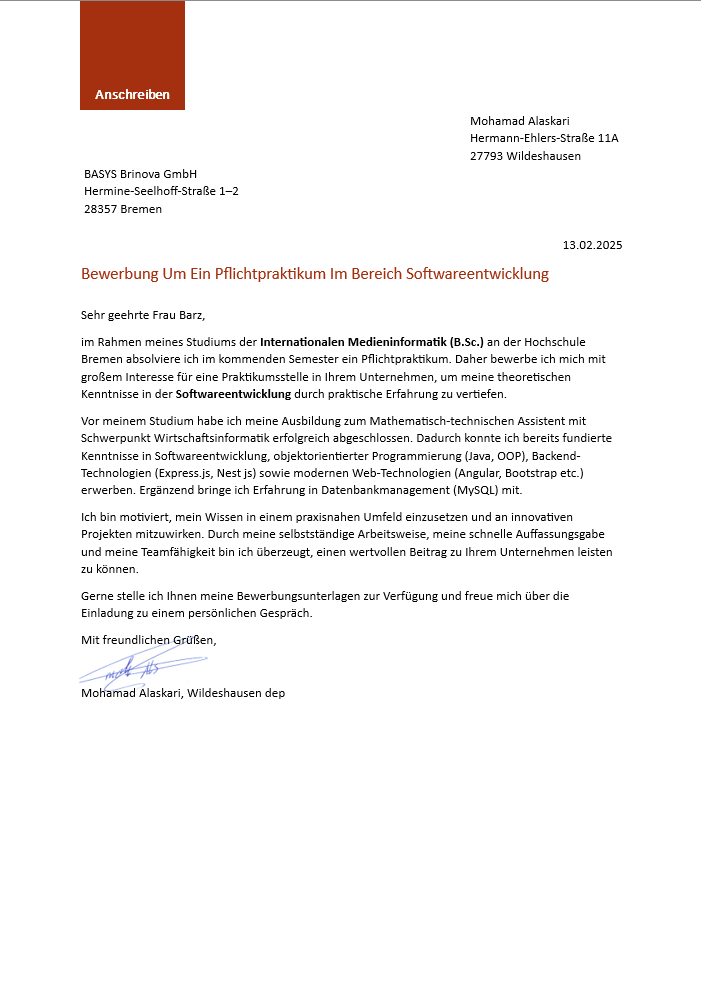 Anschreiben
Mohamad Alaskari
Hermann-Ehlers-Straße 11A
27793 Wildeshausen
BASYS Brinova GmbH
Hermine-Seelhoff-Straße 1–2
28357 Bremen
13.02.2025
Bewerbung Um Ein Pflichtpraktikum Im Bereich Softwareentwicklung
Sehr geehrte Frau Barz,
im Rahmen meines Studiums der Internationalen Medieninformatik (B.Sc.) an der Hochschule
Bremen absolviere ich im kommenden Semester ein Pflichtpraktikum. Daher bewerbe ich mich mit
großem Interesse für eine Praktikumsstelle in Ihrem Unternehmen, um meine theoretischen
Kenntnisse in der Softwareentwicklung durch praktische Erfahrung zu vertiefen.
Vor meinem Studium habe ich meine Ausbildung zum Mathematisch-technischen Assistent mit
Schwerpunkt Wirtschaftsinformatik erfolgreich abgeschlossen. Dadurch konnte ich bereits fundierte
Kenntnisse in Softwareentwicklung, objektorientierter Programmierung (Java, OOP), Backend-
Technologien (Express.js, Nest js) sowie modernen Web-Technologien (Angular, Bootstrap etc.)
erwerben. Ergänzend bringe ich Erfahrung in Datenbankmanagement (MySQL) mit.
Ich bin motiviert, mein Wissen in einem praxisnahen Umfeld einzusetzen und an innovativen
Projekten mitzuwirken. Durch meine selbstständige Arbeitsweise, meine schnelle Auffassungsgabe
und meine Teamfähigkeit bin ich überzeugt, einen wertvollen Beitrag zu Ihrem Unternehmen leisten
zu können.
Gerne stelle ich Ihnen meine Bewerbungsunterlagen zur Verfügung und freue mich über die
Einladung zu einem persönlichen Gespräch.
Mit freundlichen Grüßen,
Mohamad Alaskari, Wildeshausen dep